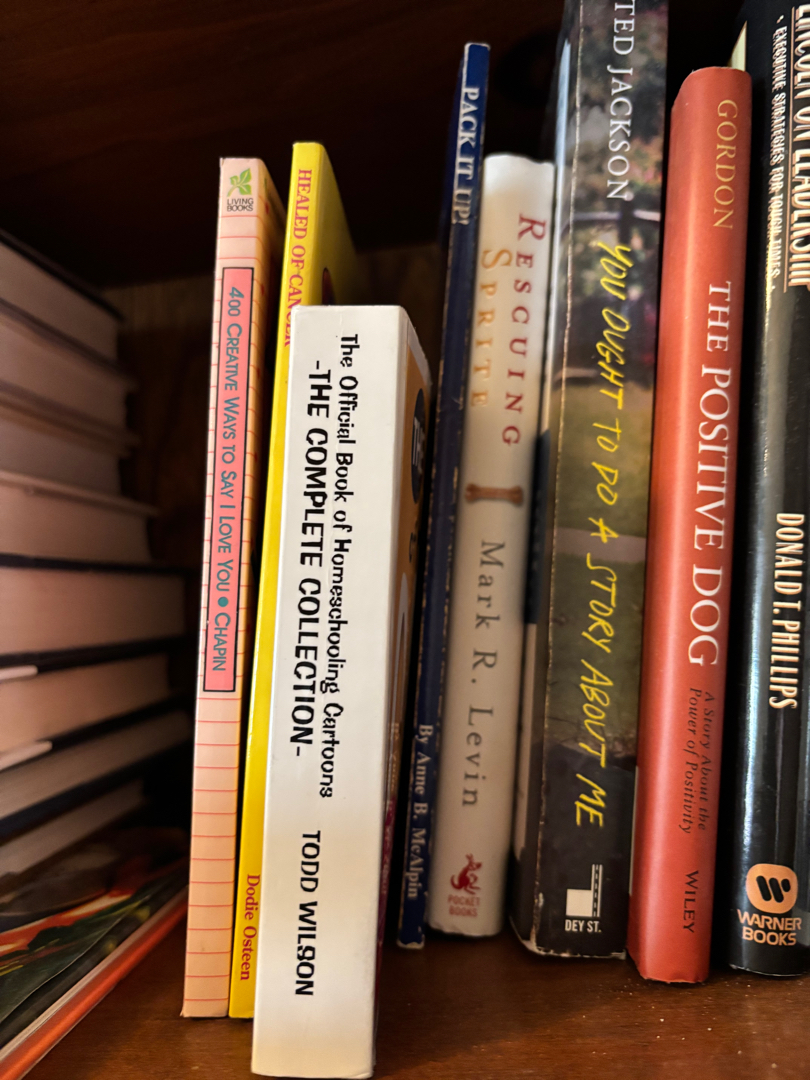 LIVING
BOOKS
400 CREATIVE WAYS TO SAY I LOVE YOU • CHAPIN
HEALED OF CANCER
Dodie Osteen
The Official Book of Homeschooling Cartoons
-THE COMPLETE COLLECTION-
TODD WILSON
PACK IT UP!
By Anne B. McAlpin
RESCUING
SPRITE
Mark R. Levin
POCKET
BOOKS
TED JACKSON
YOU OUGHT TO DO A STORY ABOUT ME
DEY ST.
GORDON
THE POSITIVE DOG
A Story About the
Power of Positivity
WILEY
LINCOLN ON LEADERSHIP
• EXECUTIVE STRATEGIES FOR TOUGH TIMES •
DONALD T. PHILLIPS
WARNER
BOOKS